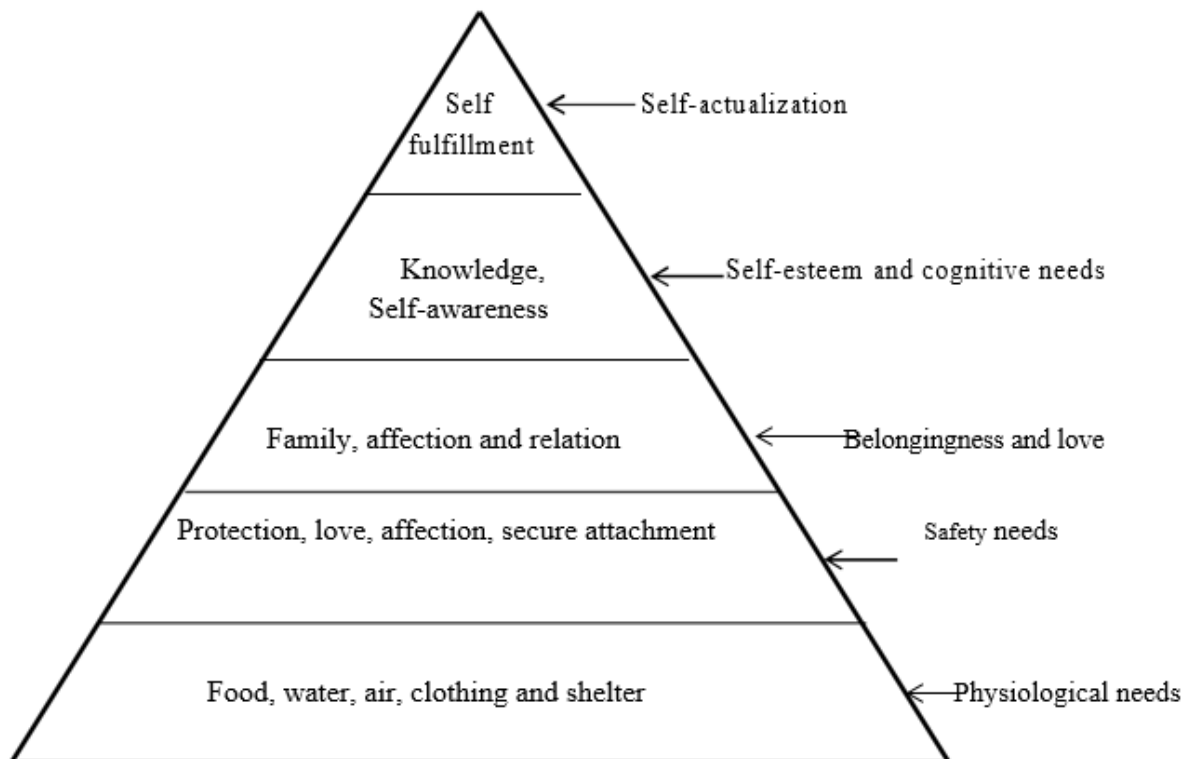 Self
fulfillment
Self-actualization
Knowledge,
Self-awareness
Self-esteem and cognitive needs
Family, affection and relation
Belongingness and love
Protection, love, affection, secure attachment
Safety needs
Food, water, air, clothing and shelter
Physiological needs